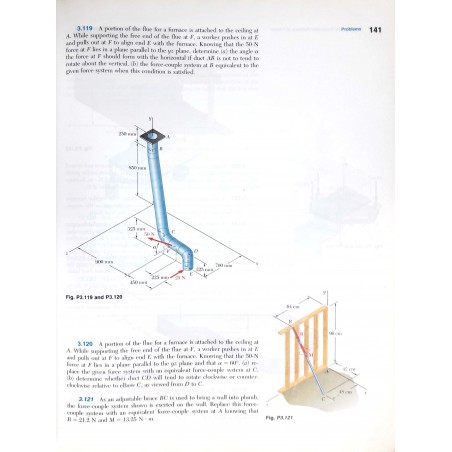 Problems 141
3.119 A portion of the flue for a furnace is attached to the ceiling at
A. While supporting the free end of the flue at F, a worker pushes in at E
and pulls out at F to align end E with the furnace. Knowing that the 50-N
force at F lies in a plane parallel to the yz plane, determine (a) the angle α
the force at F should form with the horizontal if duct AB is not to tend to
rotate about the vertical, (b) the force-couple system at B equivalent to the
given force system when this condition is satisfied.
y
250 mm
A
B
850 mm
325 mm
C
50 N
α
F
D
E
225 mm
700 mm
x
z
900 mm
225 mm
25 N
450 mm
Fig. P3.119 and P3.120
3.120 A portion of the flue for a furnace is attached to the ceiling at
A. While supporting the free end of the flue at F, a worker pushes in at E
and pulls out at F to align end E with the furnace. Knowing that the 50-N
force at F lies in a plane parallel to the yz plane and that α = 60°, (a) re-
place the given force system with an equivalent force-couple system at C,
(b) determine whether duct CD will tend to rotate clockwise or counter-
clockwise relative to elbow C, as viewed from D to C.
3.121 As an adjustable brace BC is used to bring a wall into plumb,
the force-couple system shown is exerted on the wall. Replace this force-
couple system with an equivalent force-couple system at A knowing that
R = 21.2 N and M = 13.25 N · m.
y
64 cm
B
R
M
96 cm
A
42 cm
C
x
Fig. P3.121